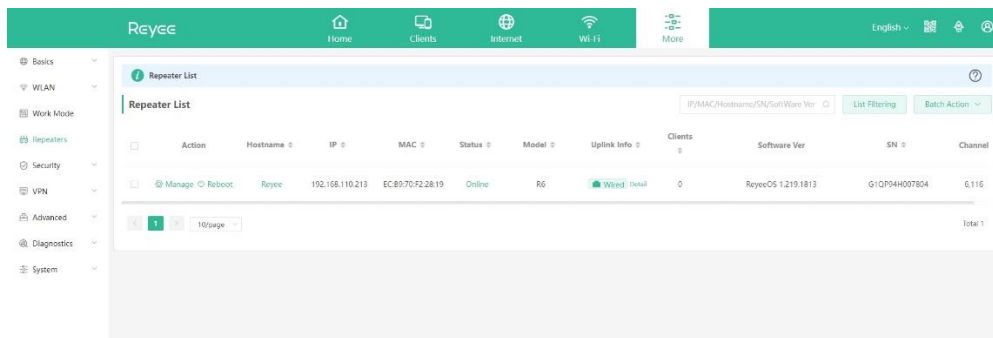 Reyee
Home
Clients
Internet
Wi-Fi
More
English
Basics
WLAN
Work Mode
Repeaters
Security
VPN
Advanced
Diagnostics
System
Repeater List
Repeater List
IP/MAC/Hostname/SN/SoftWare Ver
List Filtering
Batch Action
Action Hostname IP MAC Status Model Uplink Info Clients Software Ver SN Channel
Manage Reboot Reyee 192.168.110.213 EC:B9:70:F2:28:19 Online R6 Wired Detail 0 ReyeeOS 1.219.1813 G1QP94H007804 6,116
1
10/page
Total 1